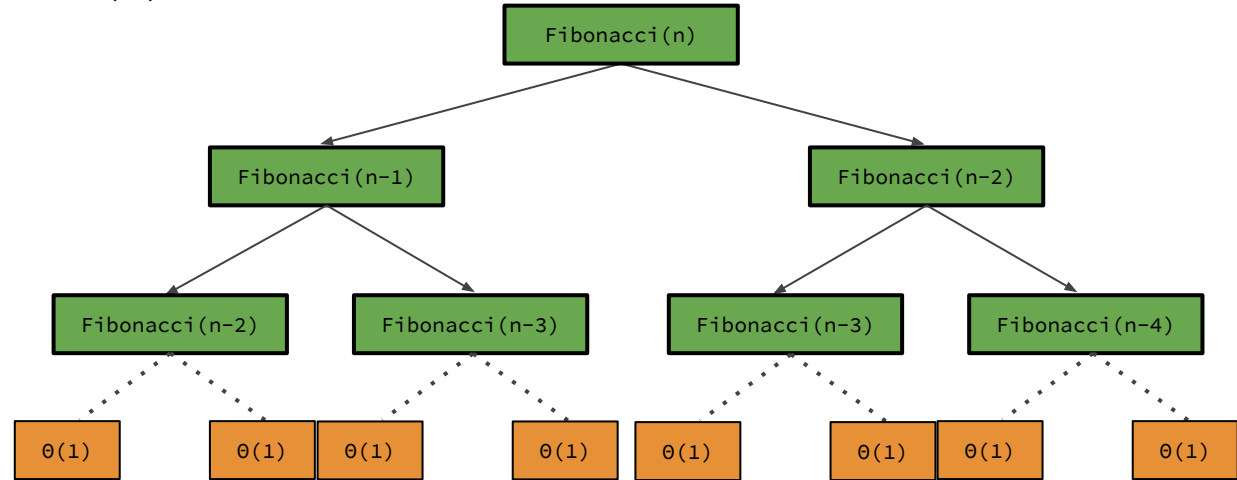 Fibonacci(n)
Fibonacci(n-1)
Fibonacci(n-2)
Fibonacci(n-2)
Fibonacci(n-3)
Fibonacci(n-3)
Fibonacci(n-4)
Θ(1)
Θ(1)
Θ(1)
Θ(1)
Θ(1)
Θ(1)
Θ(1)
Θ(1)